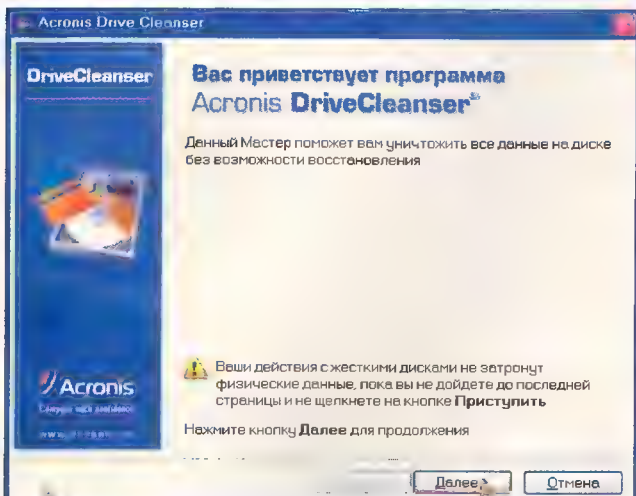 Acronis Drive Cleanser
DriveCleanser
Вас приветствует программа
Acronis DriveCleanser®
Данный Мастер поможет вам уничтожить все данные на диске
без возможности восстановления
Ваши действия с жесткими дисками не затронут
физические данные, пока вы не дойдете до последней
страницы и не щелкнете на кнопке Приступить
Acronis
Нажмите кнопку Далее для продолжения
Далее >
Отмена